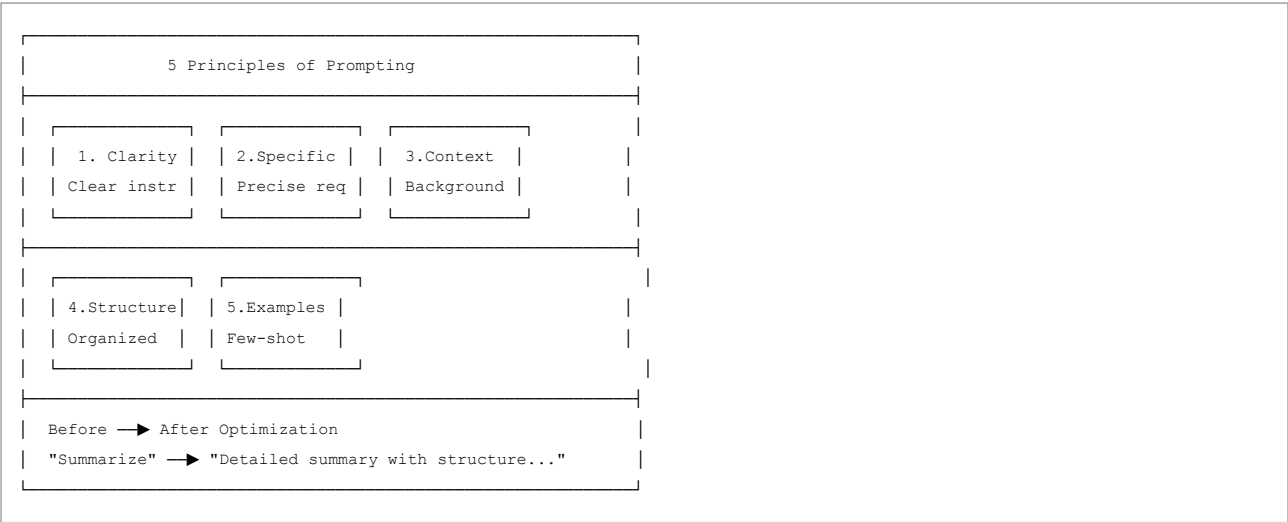 5 Principles of Prompting
1. Clarity 2.Specific 3.Context
Clear instr Precise req Background
4.Structure 5.Examples
Organized Few-shot
Before ──▶ After Optimization
"Summarize" ──▶ "Detailed summary with structure..."